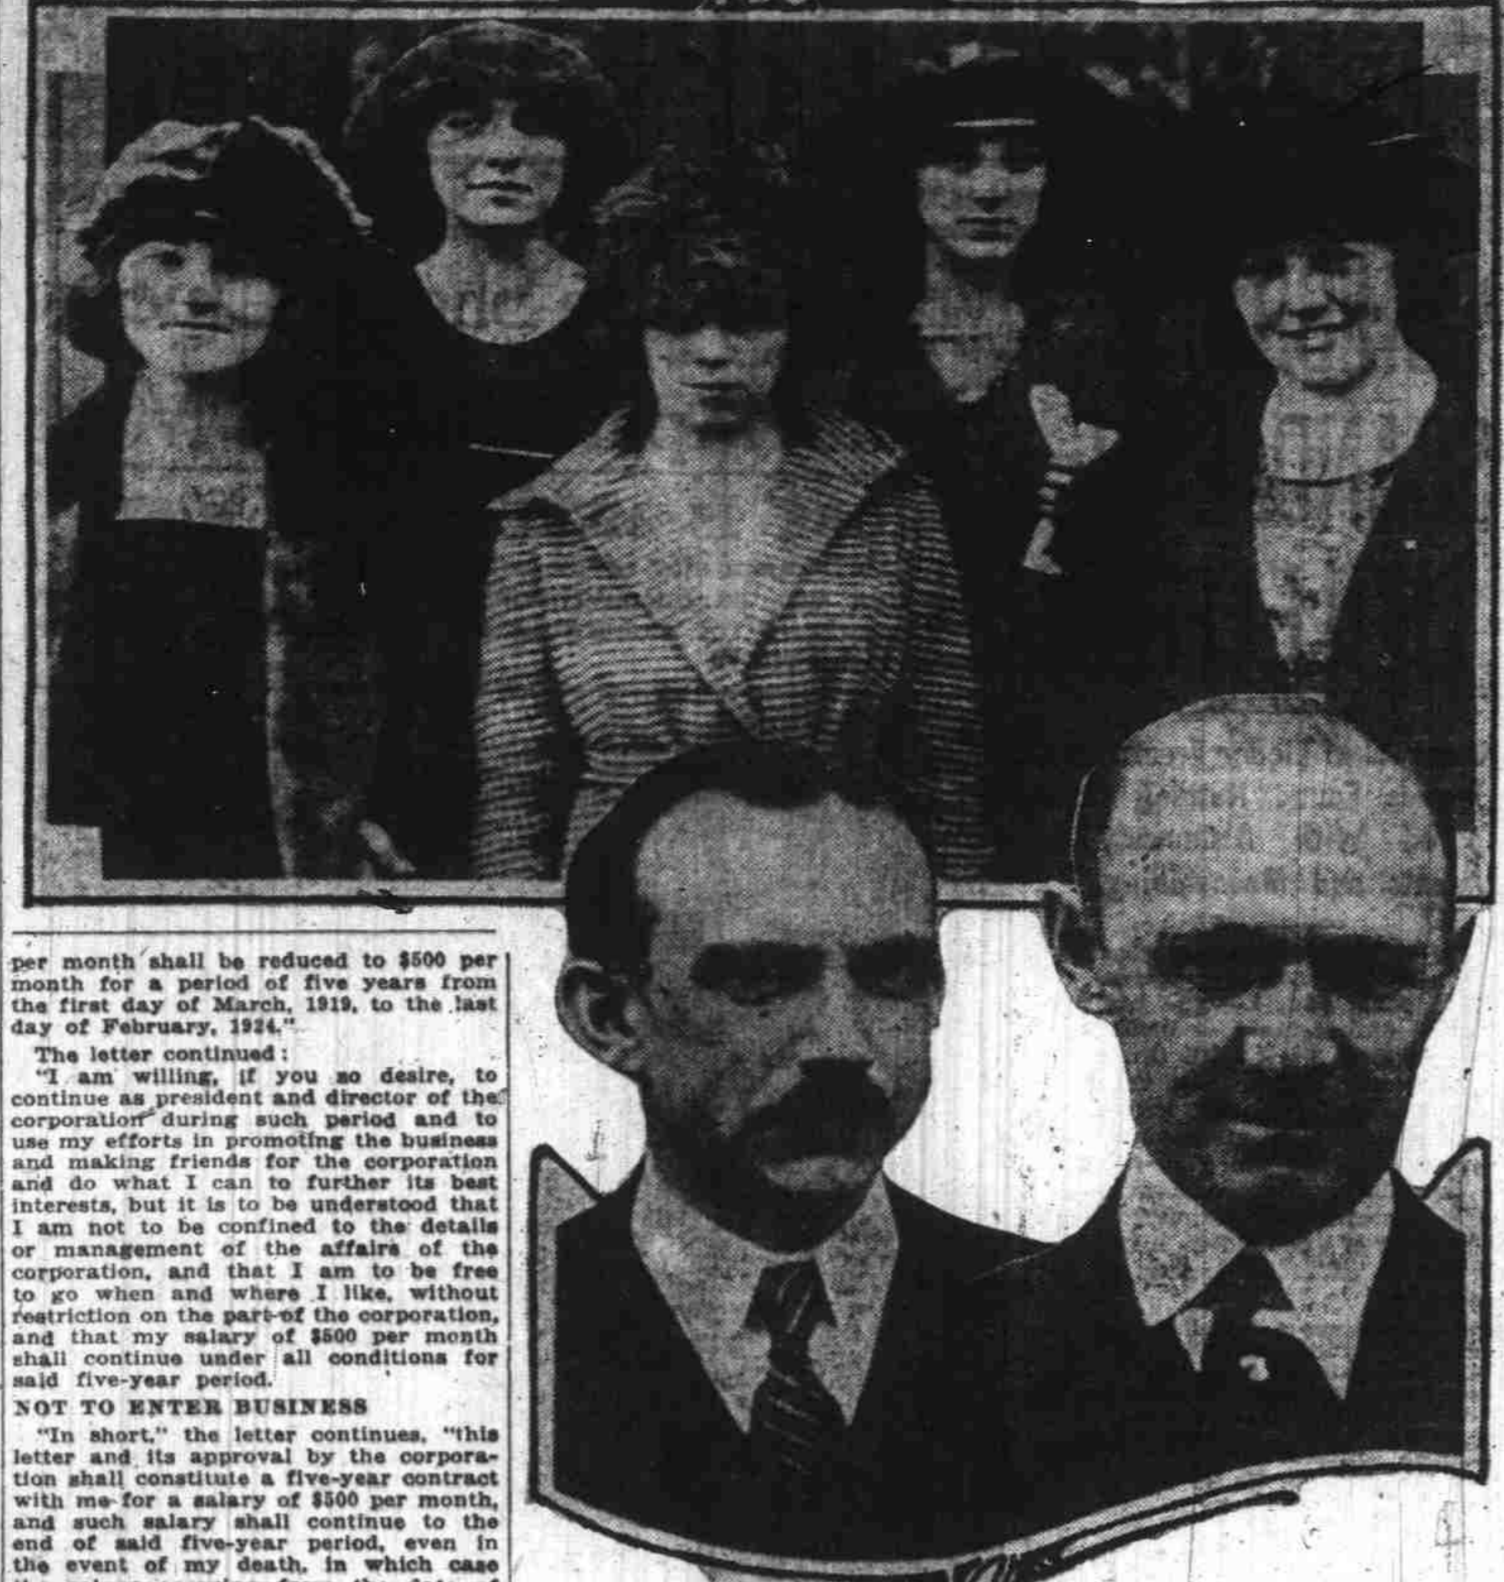 per month shall be reduced to $500 per
month for a period of five years from
the first day of March, 1919, to the last
day of February, 1924."
The letter continued:
"I am willing, if you so desire, to
continue as president and director of the
corporation during such period and to
use my efforts in promoting the business
and making friends for the corporation
and do what I can to further its best
interests, but it is to be understood that
I am not to be confined to the details
or management of the affairs of the
corporation, and that I am to be free
to go when and where I like, without
restriction on the part of the corporation,
and that my salary of $500 per month
shall continue under all conditions for
said five-year period.
NOT TO ENTER BUSINESS
"In short," the letter continues, "this
letter and its approval by the corpora-
tion shall constitute a five-year contract
with me for a salary of $500 per month,
and such salary shall continue to the
end of said five-year period, even in
the event of my death, in which case